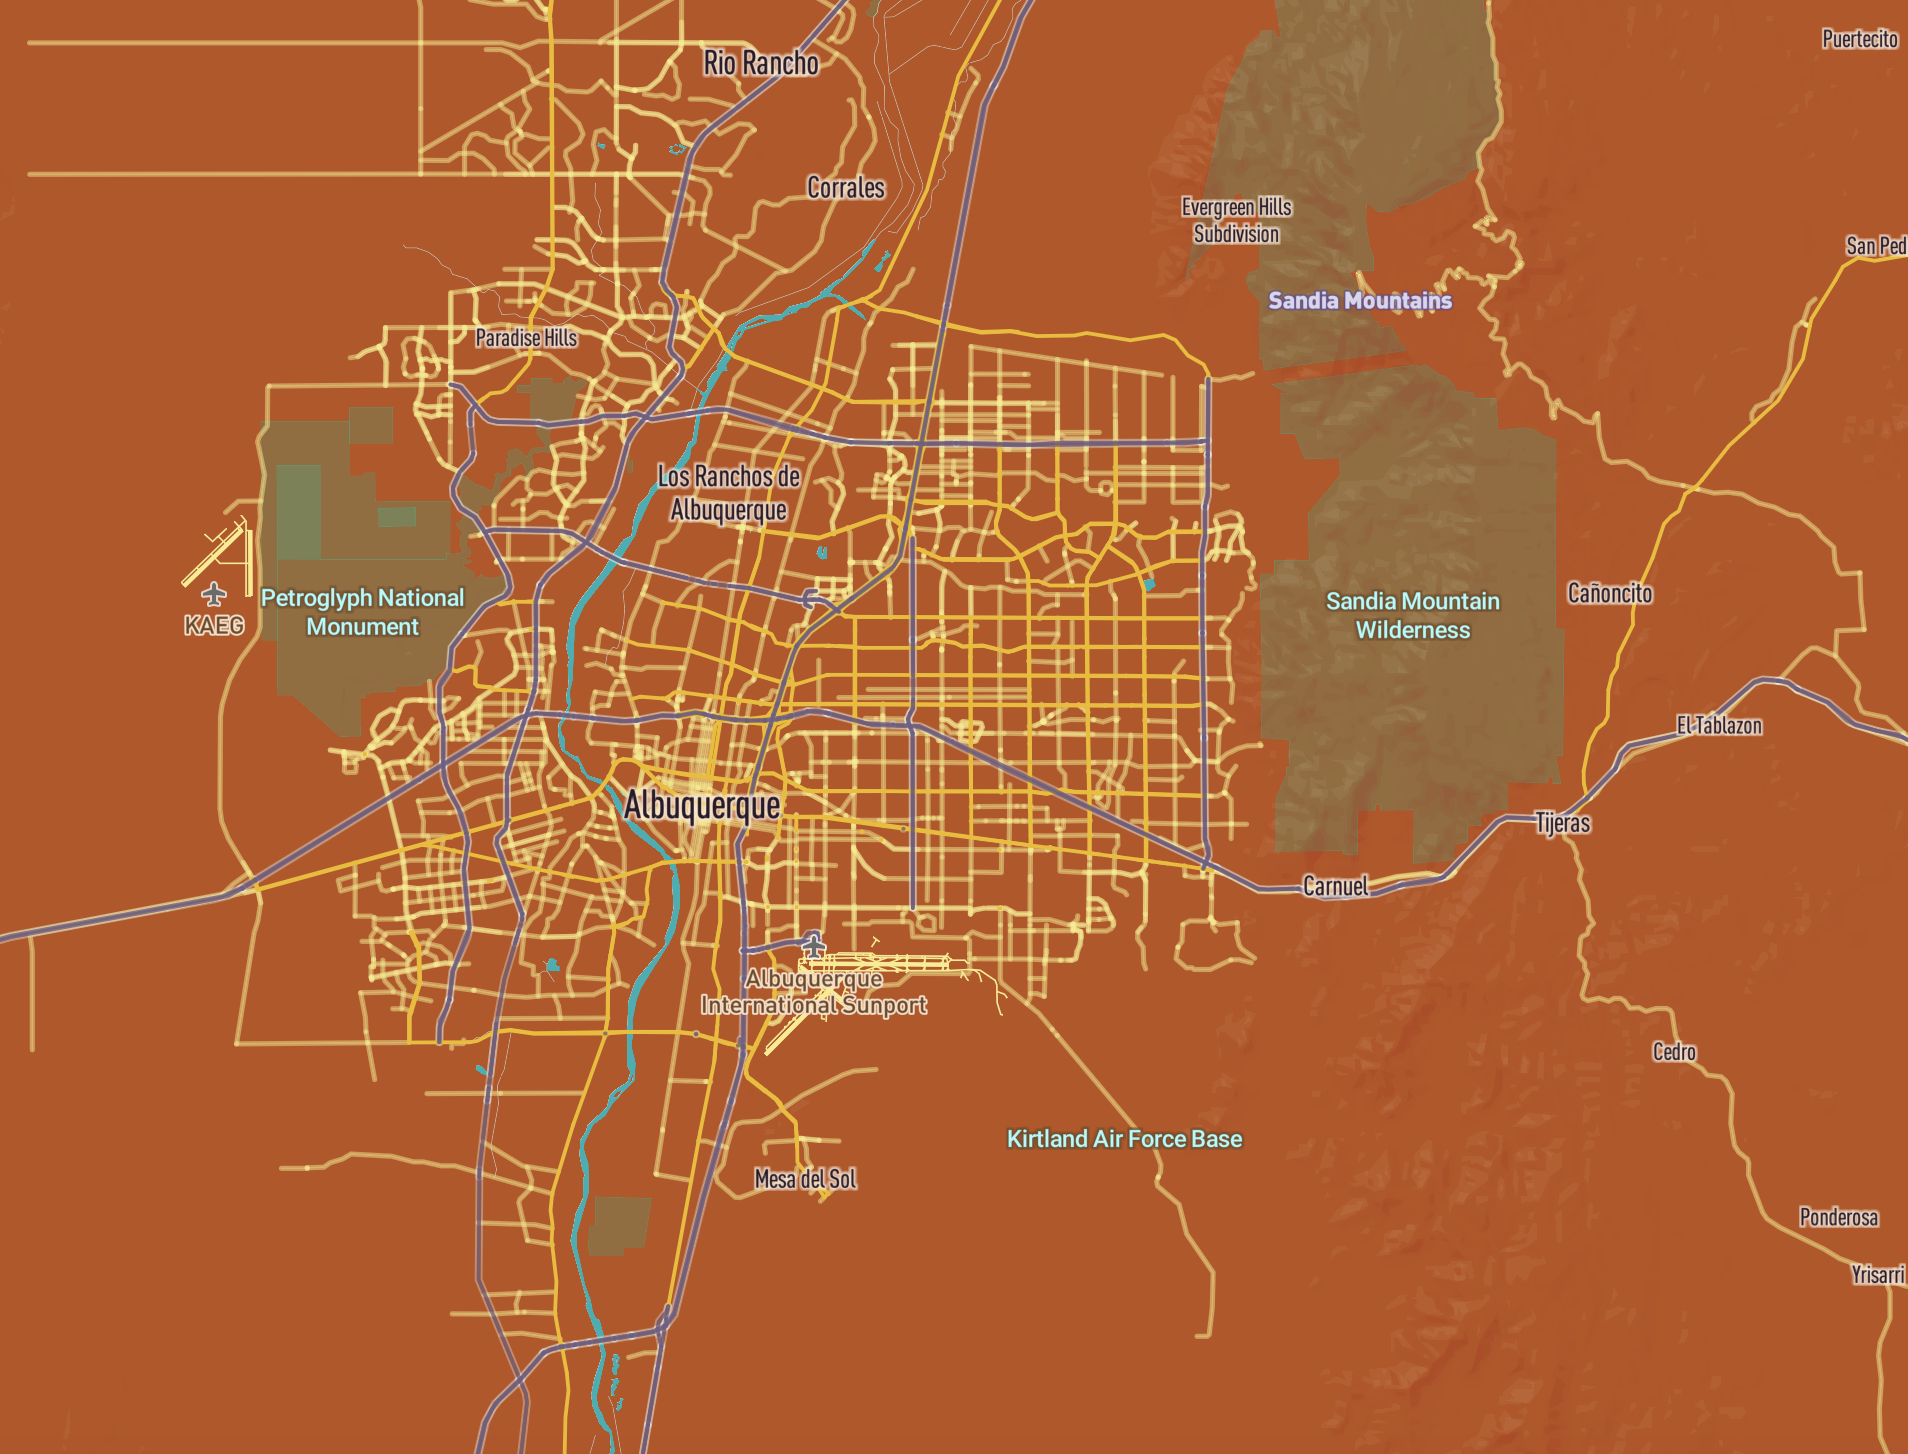 Puertecito
Rio Rancho
Corrales
Evergreen Hills
Subdivision
San Ped
Sandia Mountains
Paradise Hills
Los Ranchos de
Albuquerque
Petroglyph National
Monument
KAEG
Sandia Mountain
Wilderness
Cañoncito
El Tablazon
Albuquerque
Tijeras
Carnuel
Albuquerque
International Sunport
Cedro
Kirtland Air Force Base
Mesa del Sol
Ponderosa
Yrisarri